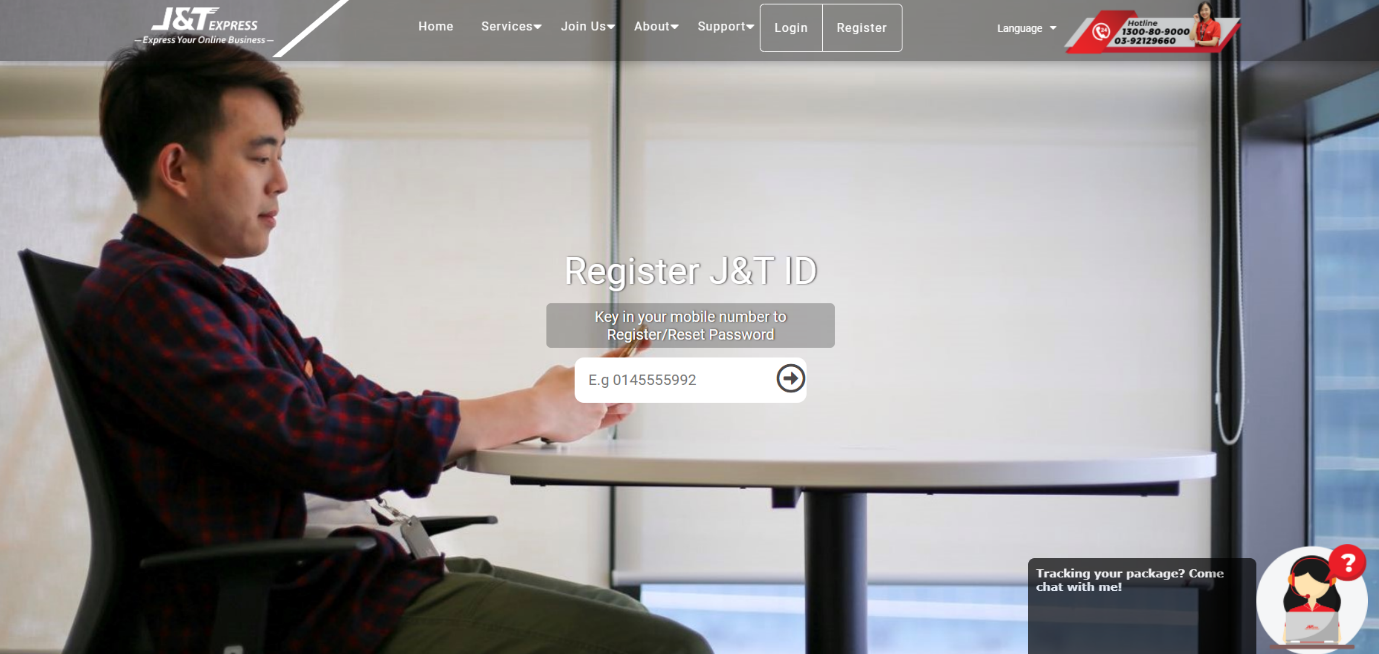 J&T EXPRESS
Express Your Online Business
Home Services Join Us About Support Login Register Language
Hotline
1300-80-9000
03-92129660
Register J&T ID
Key in your mobile number to
Register/Reset Password
E.g 0145555992
Tracking your package? Come
chat with me!
?